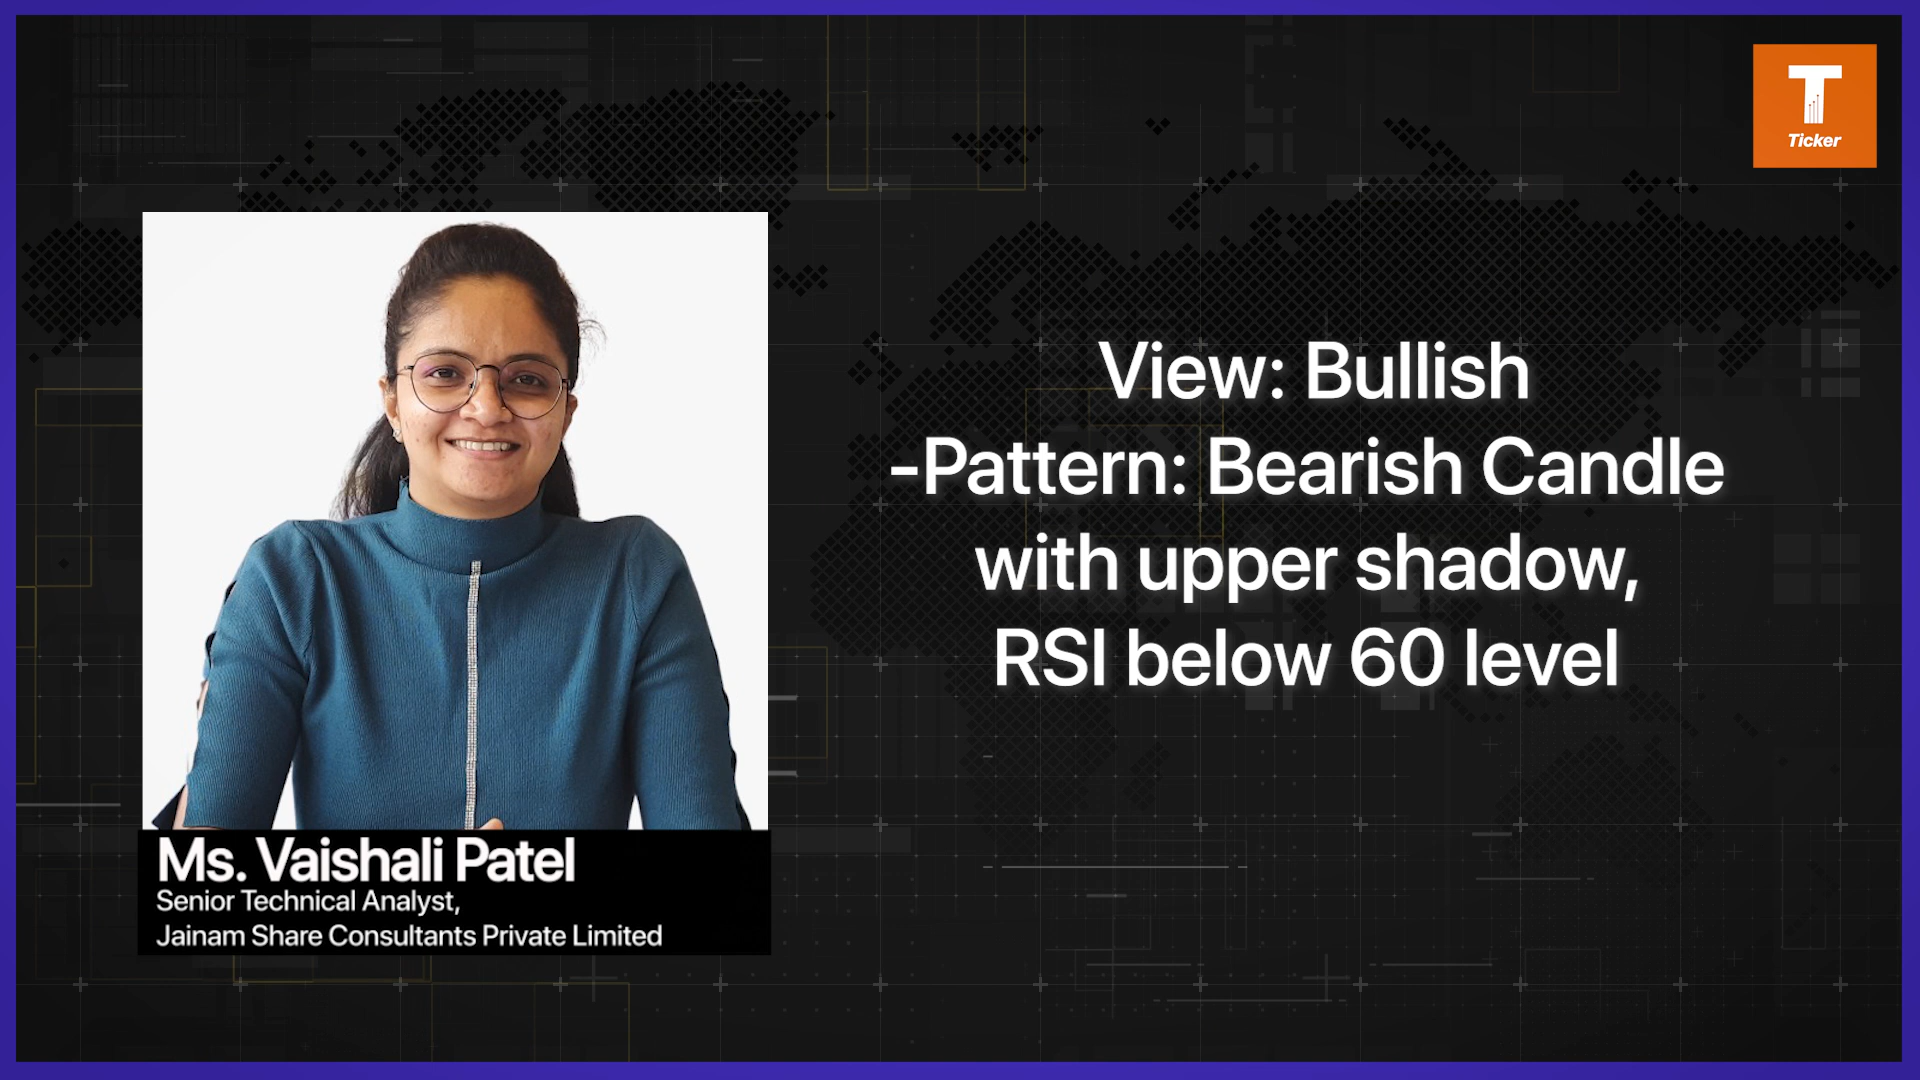 T
Ticker
View: Bullish
-Pattern: Bearish Candle
with upper shadow,
RSI below 60 level
Ms. Vaishali Patel
Senior Technical Analyst,
Jainam Share Consultants Private Limited